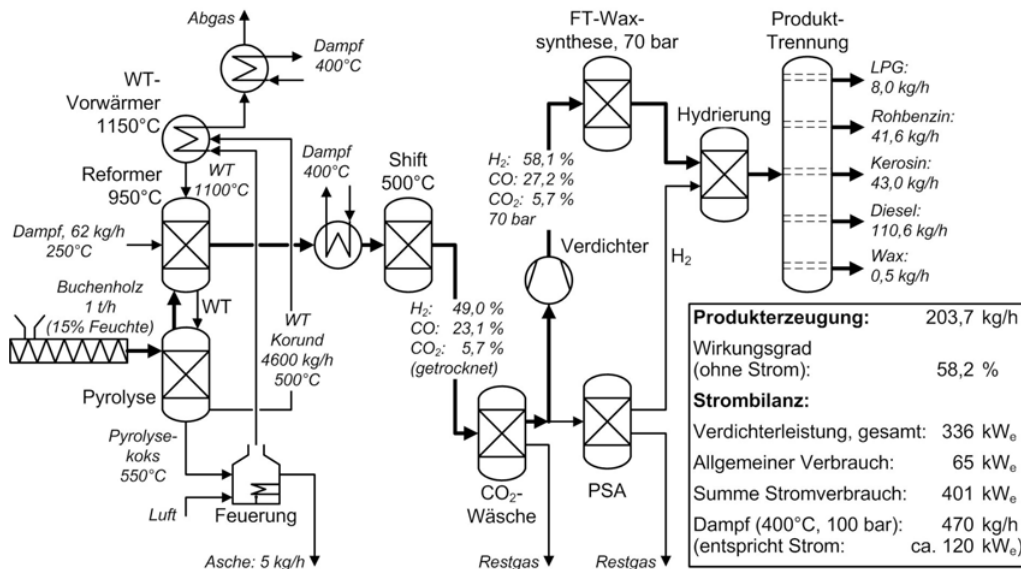 Abgas
Dampf
400°C
WT-
Vorwärmer
1150°C
Reformer
950°C
WT
1100°C
Dampf, 62 kg/h
250°C
Buchenholz
1 t/h
(15% Feuchte)
WT
WT
Korund
4600 kg/h
500°C
Pyrolyse
Pyrolyse-
koks
550°C
Luft
Feuerung
Asche: 5 kg/h
Dampf
400°C
Shift
500°C
H₂: 49,0 %
CO: 23,1 %
CO₂: 5,7 %
(getrocknet)
CO₂-
Wäsche
Restgas
FT-Wax-
synthese, 70 bar
H₂: 58,1 %
CO: 27,2 %
CO₂: 5,7 %
70 bar
Verdichter
PSA
Restgas
H₂
Hydrierung
Produkt-
Trennung
LPG:
8,0 kg/h
Rohbenzin:
41,6 kg/h
Kerosin:
43,0 kg/h
Diesel:
110,6 kg/h
Wax:
0,5 kg/h
Produkterzeugung: 203,7 kg/h
Wirkungsgrad
(ohne Strom): 58,2 %
Strombilanz:
Verdichterleistung, gesamt: 336 kWₑ
Allgemeiner Verbrauch: 65 kWₑ
Summe Stromverbrauch: 401 kWₑ
Dampf (400°C, 100 bar): 470 kg/h
(entspricht Strom: ca. 120 kWₑ)